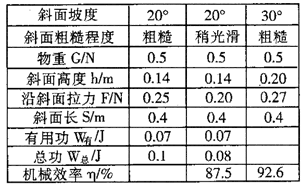 斜面坡度 20° 20° 30°
斜面粗糙程度 粗糙 稍光滑 粗糙
物重 G/N 0.5 0.5 0.5
斜面高度 h/m 0.14 0.14 0.20
沿斜面拉力 F/N 0.25 0.20 0.27
斜面长 S/m 0.4 0.4 0.4
有用功 W有/J 0.07 0.07
总功 W总/J 0.1 0.08
机械效率 η/% 87.5 92.6